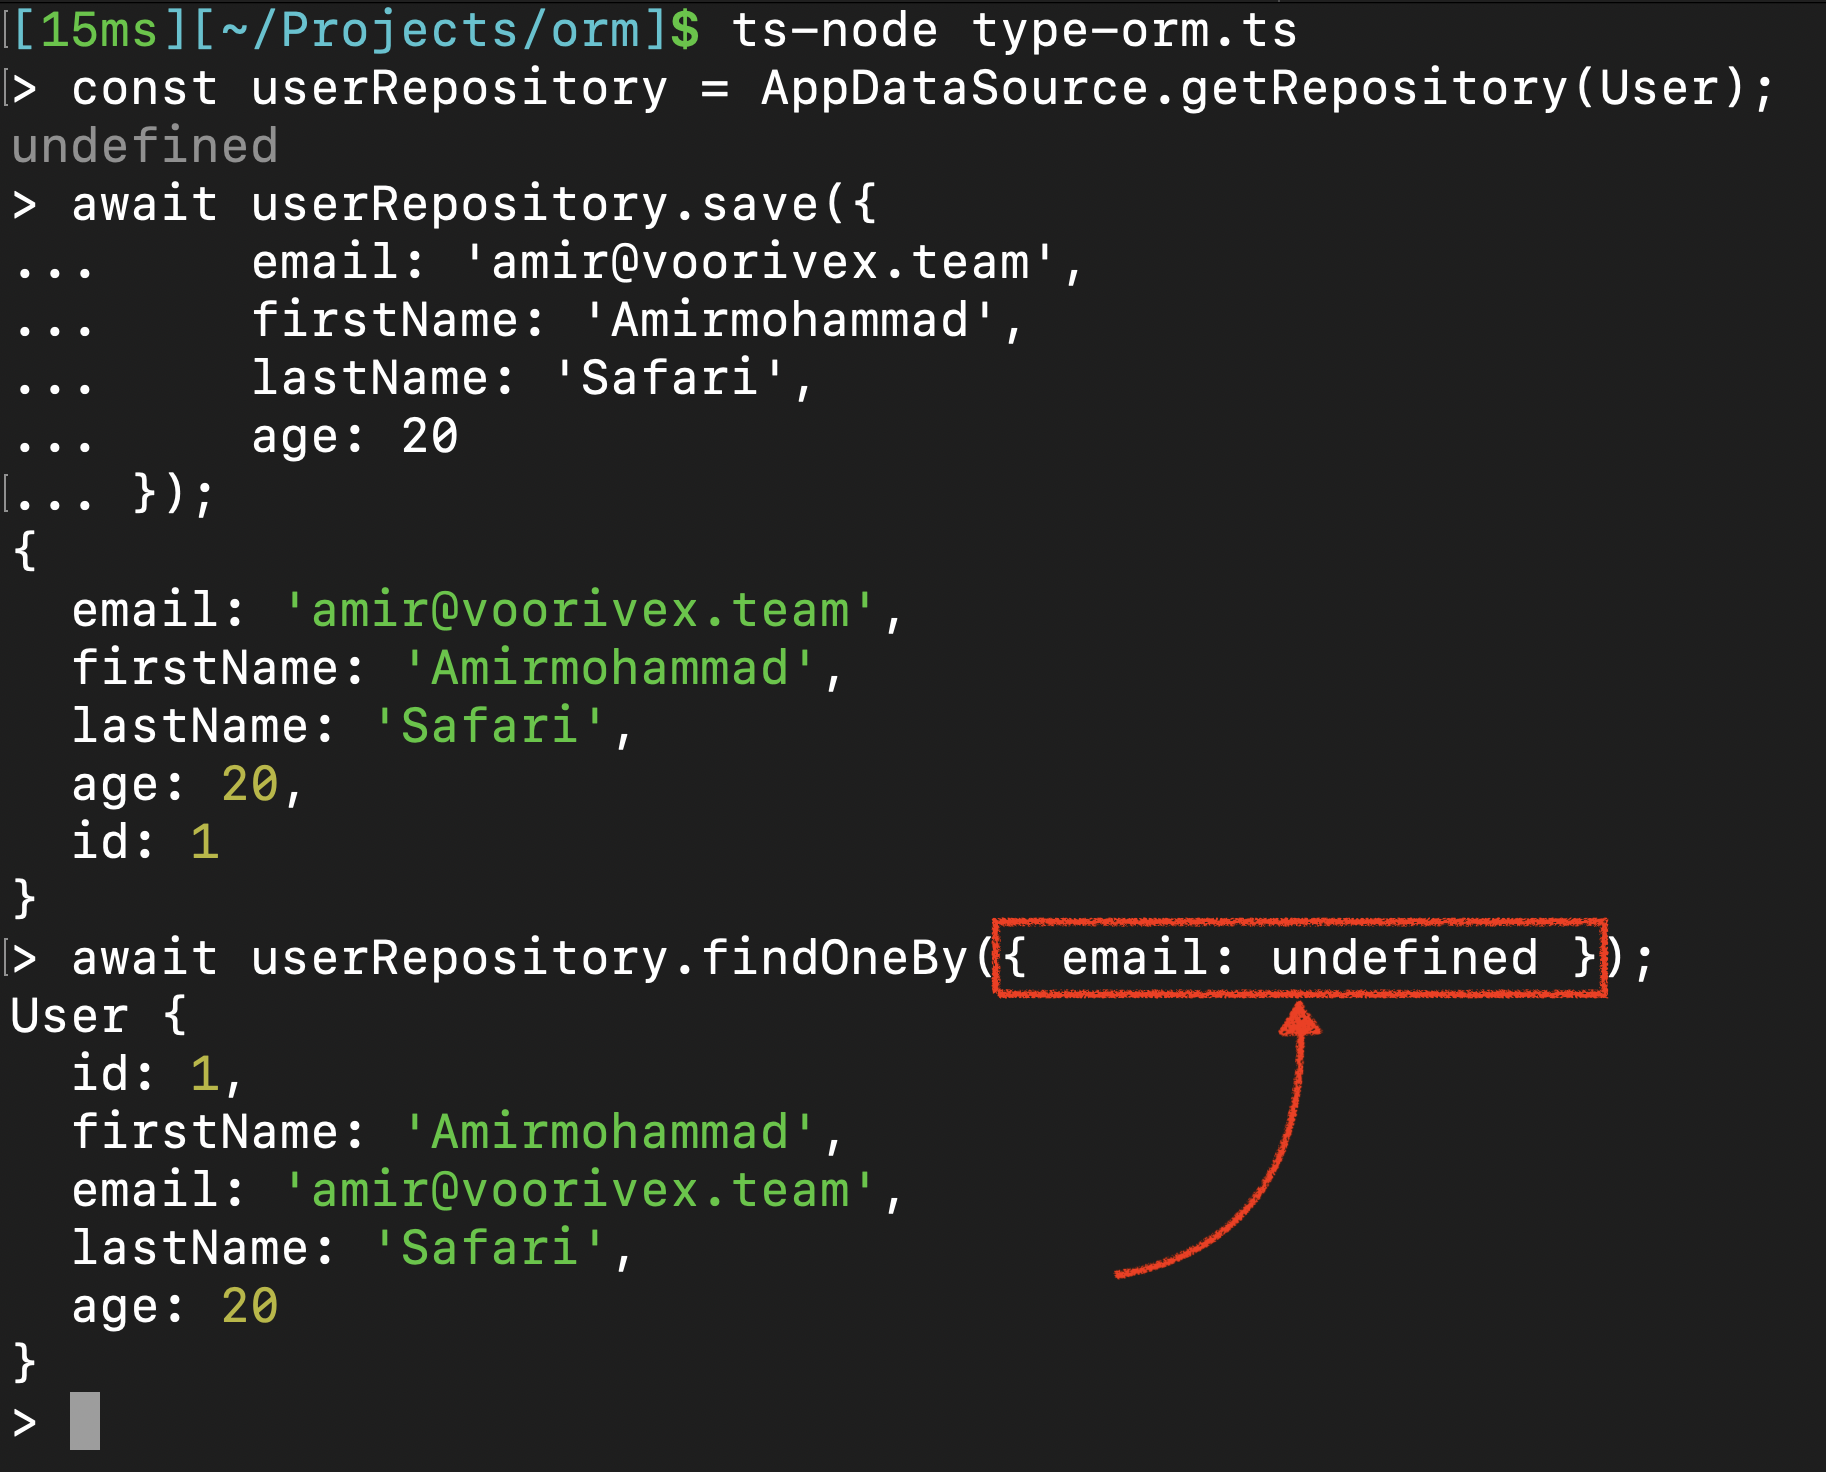 [15ms][~/Projects/orm]$ ts-node type-orm.ts
> const userRepository = AppDataSource.getRepository(User);
undefined
> await userRepository.save({
...     email: 'amir@voorivex.team',
...     firstName: 'Amirmohammad',
...     lastName: 'Safari',
...     age: 20
... });
{
  email: 'amir@voorivex.team',
  firstName: 'Amirmohammad',
  lastName: 'Safari',
  age: 20,
  id: 1
}
> await userRepository.findOneBy({ email: undefined });
User {
  id: 1,
  firstName: 'Amirmohammad',
  email: 'amir@voorivex.team',
  lastName: 'Safari',
  age: 20
}
>